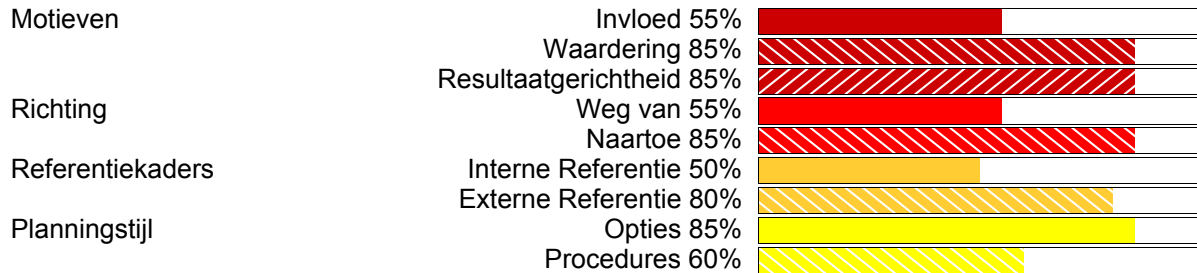 Motieven Invloed 55%
Waardering 85%
Resultaatgerichtheid 85%
Richting Weg van 55%
Naartoe 85%
Referentiekaders Interne Referentie 50%
Externe Referentie 80%
Planningstijl Opties 85%
Procedures 60%